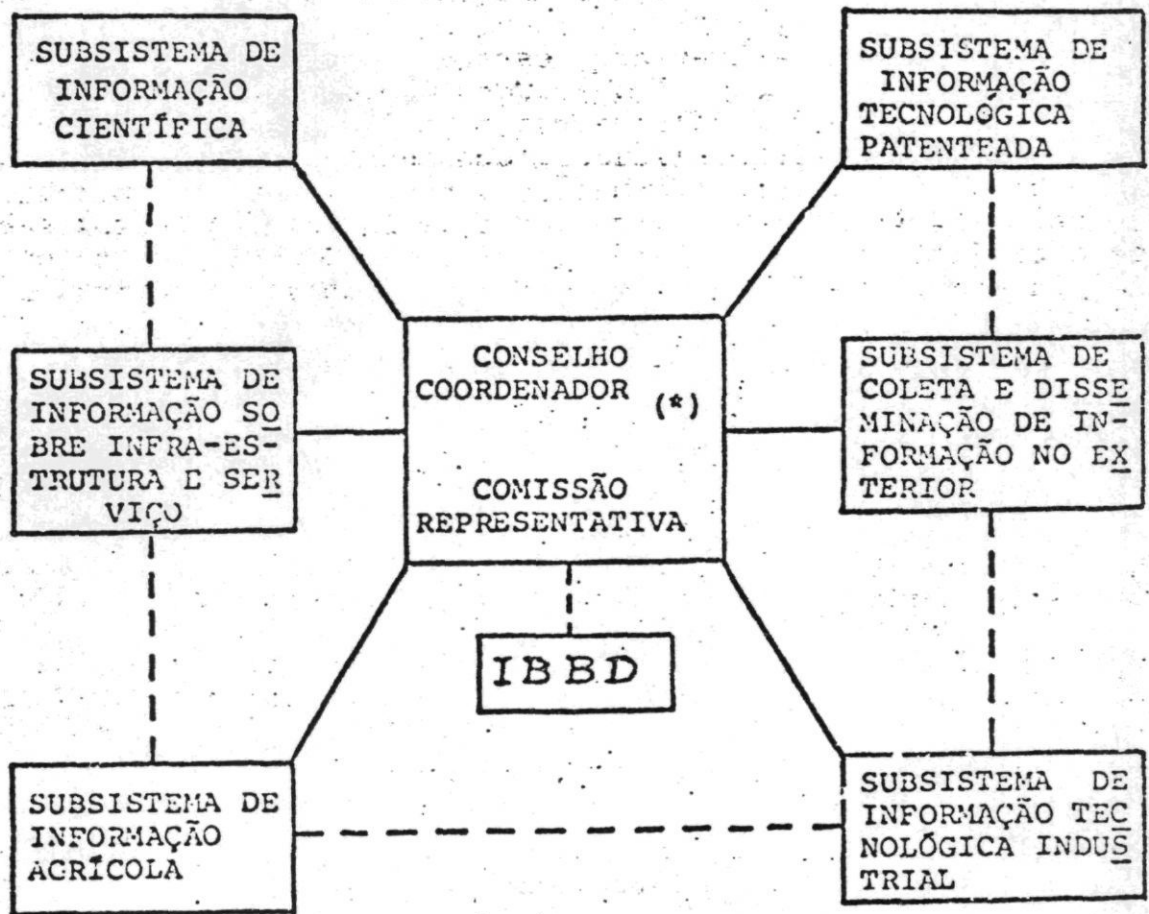 SUBSISTEMA DE
INFORMAÇÃO
CIENTÍFICA
SUBSISTEMA DE
INFORMAÇÃO
TECNOLÓGICA
PATENTEADA
SUBSISTEMA DE
INFORMAÇÃO SO
BRE INFRA-ES-
TRUTURA E SER
VIÇO
CONSELHO
COORDENADOR (*)
COMISSÃO
REPRESENTATIVA
SUBSISTEMA DE
COLETA E DISSE
MINAÇÃO DE IN-
FORMAÇÃO NO EX
TERIOR
IBBD
SUBSISTEMA DE
INFORMAÇÃO
AGRÍCOLA
SUBSISTEMA DE
INFORMAÇÃO TEC
NOLÓGICA INDUS
TRIAL